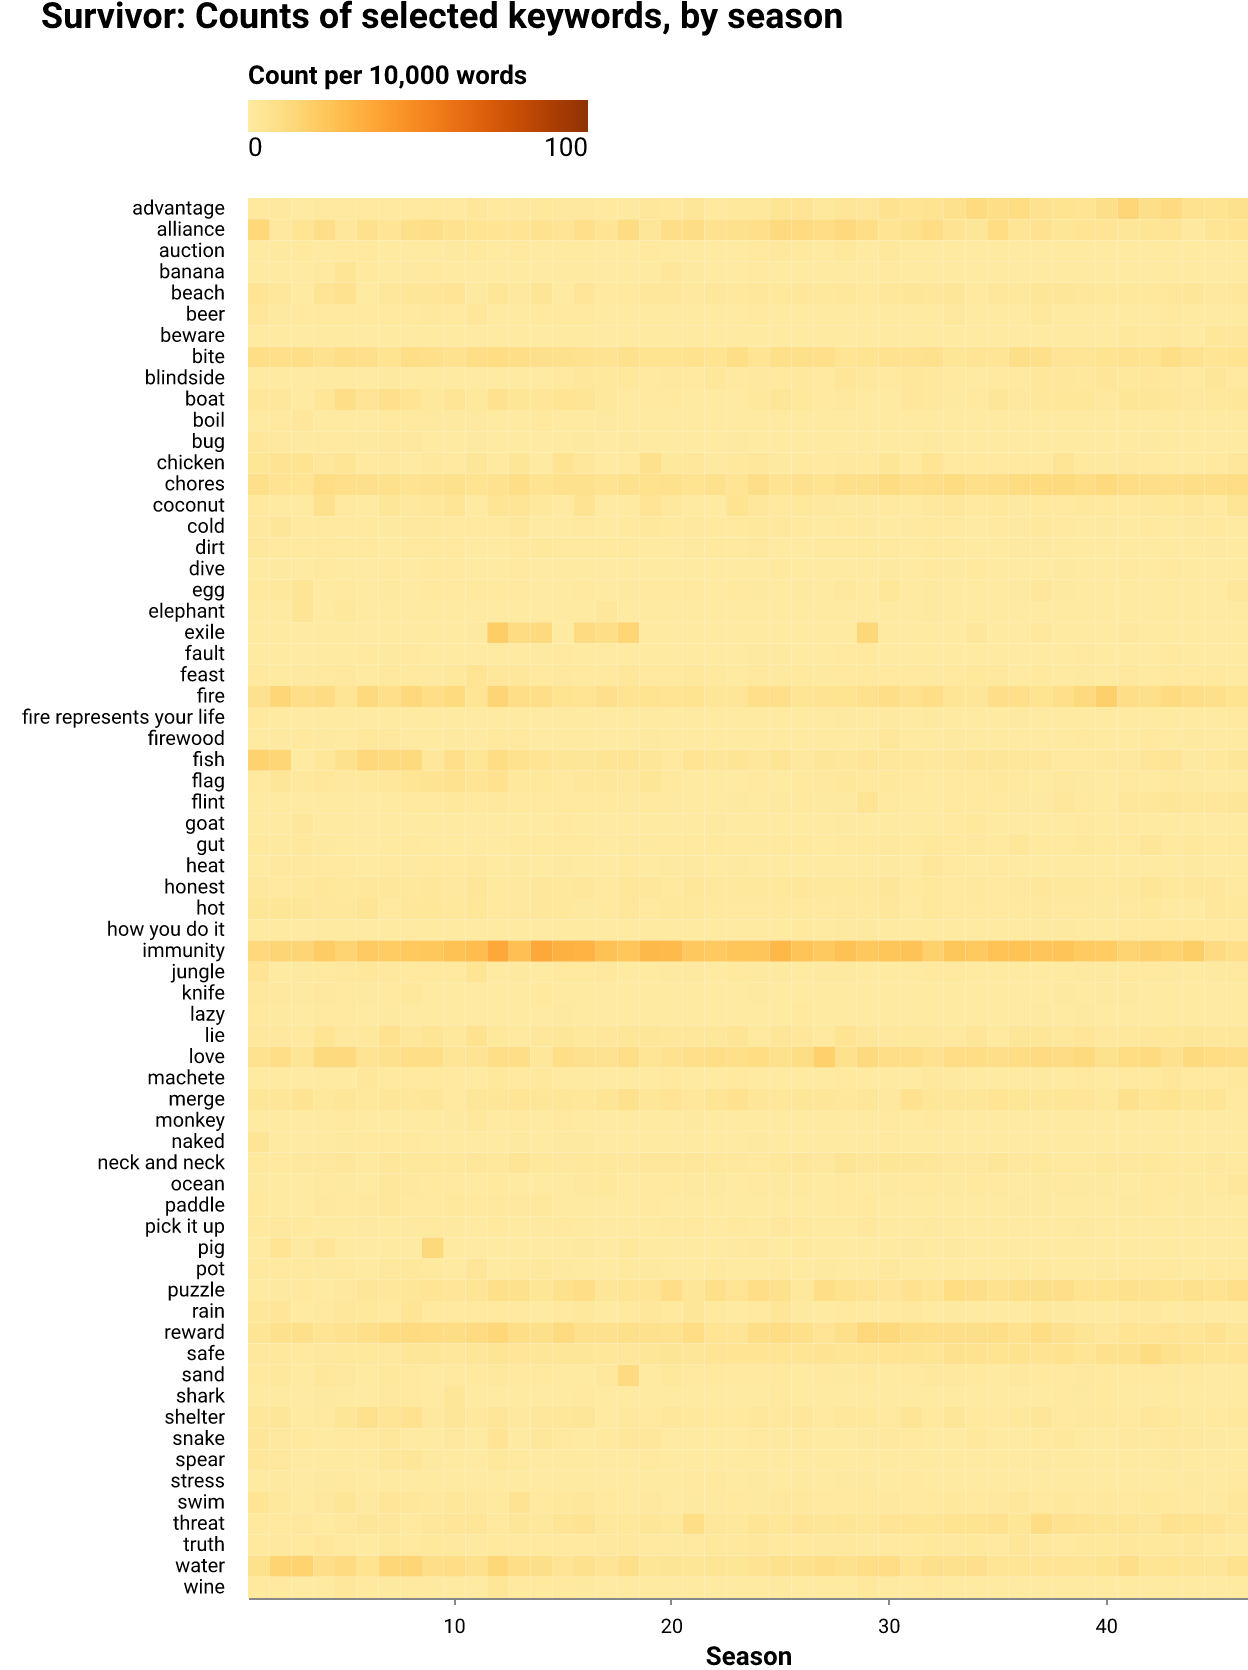 Survivor: Counts of selected keywords, by season
Count per 10,000 words
0 100
advantage
alliance
auction
banana
beach
beer
beware
bite
blindside
boat
boil
bug
chicken
chores
coconut
cold
dirt
dive
egg
elephant
exile
fault
feast
fire
fire represents your life
firewood
fish
flag
flint
goat
gut
heat
honest
hot
how you do it
immunity
jungle
knife
lazy
lie
love
machete
merge
monkey
naked
neck and neck
ocean
paddle
pick it up
pig
pot
puzzle
rain
reward
safe
sand
shark
shelter
snake
spear
stress
swim
threat
truth
water
wine
10 20 30 40
Season